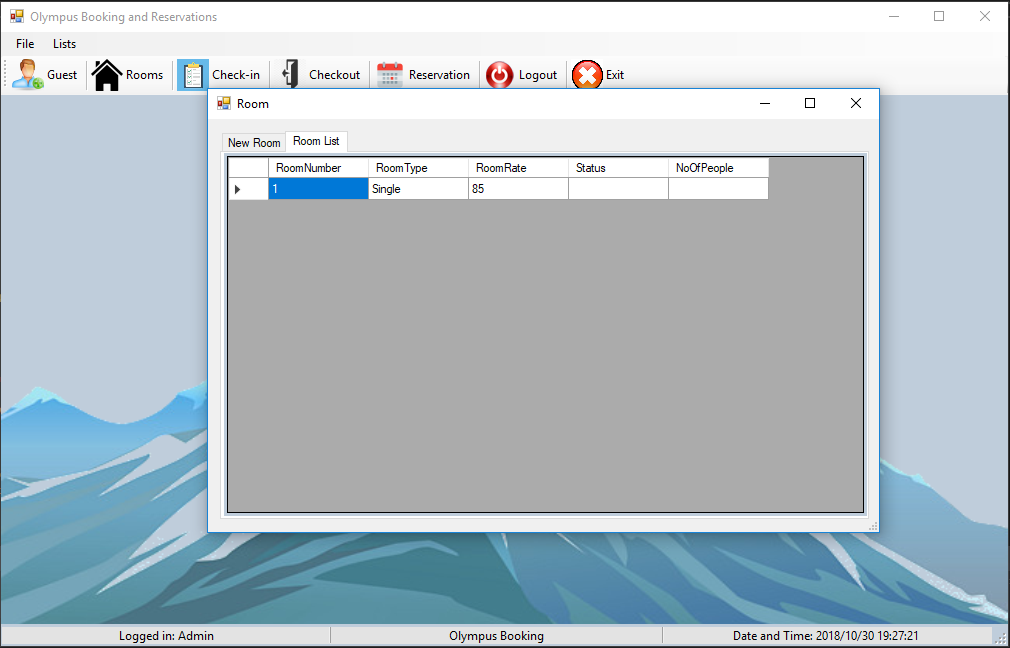 Olympus Booking and Reservations
File Lists
Guest Rooms Check-in Checkout Reservation Logout Exit
Room
New Room Room List
RoomNumber RoomType RoomRate Status NoOfPeople
1 Single 85
Logged in: Admin Olympus Booking Date and Time: 2018/10/30 19:27:21